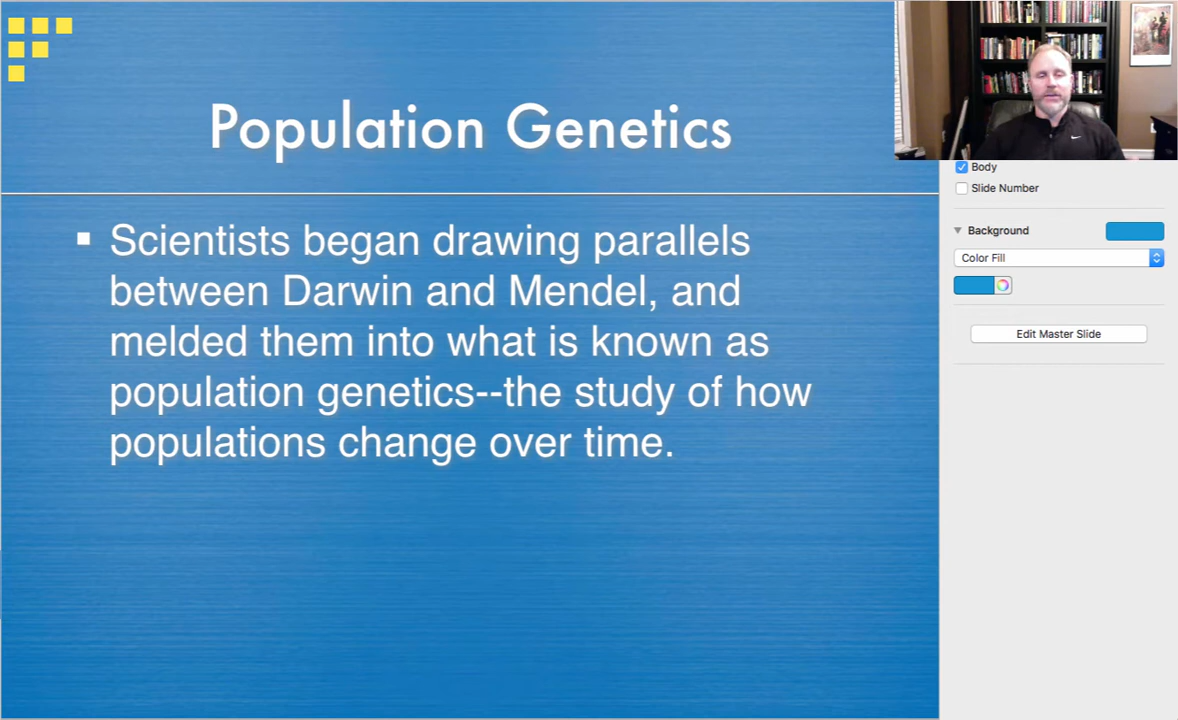 Population Genetics
Scientists began drawing parallels
between Darwin and Mendel, and
melded them into what is known as
population genetics--the study of how
populations change over time.
Body
Slide Number
Background
Color Fill
Edit Master Slide